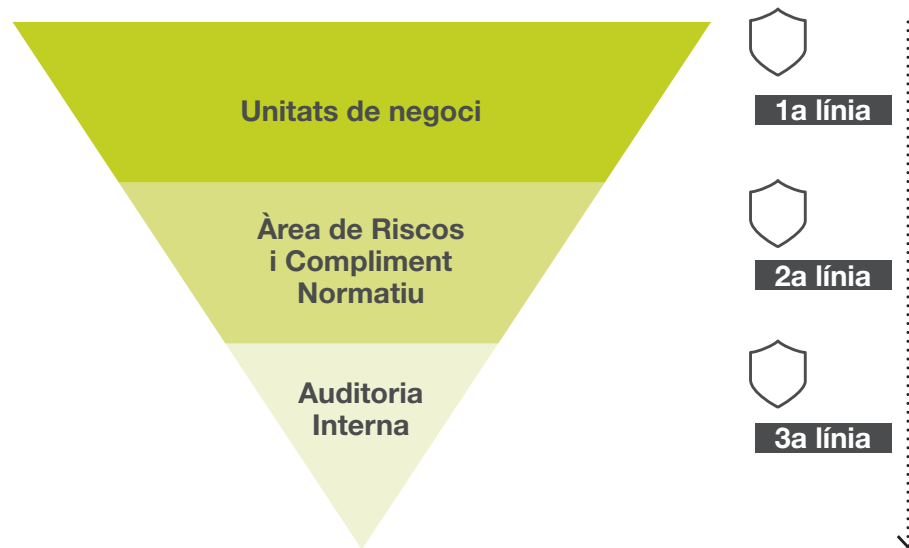 Unitats de negoci
1a línia
Àrea de Riscos
i Compliment
Normatiu
2a línia
Auditoria
Interna
3a línia